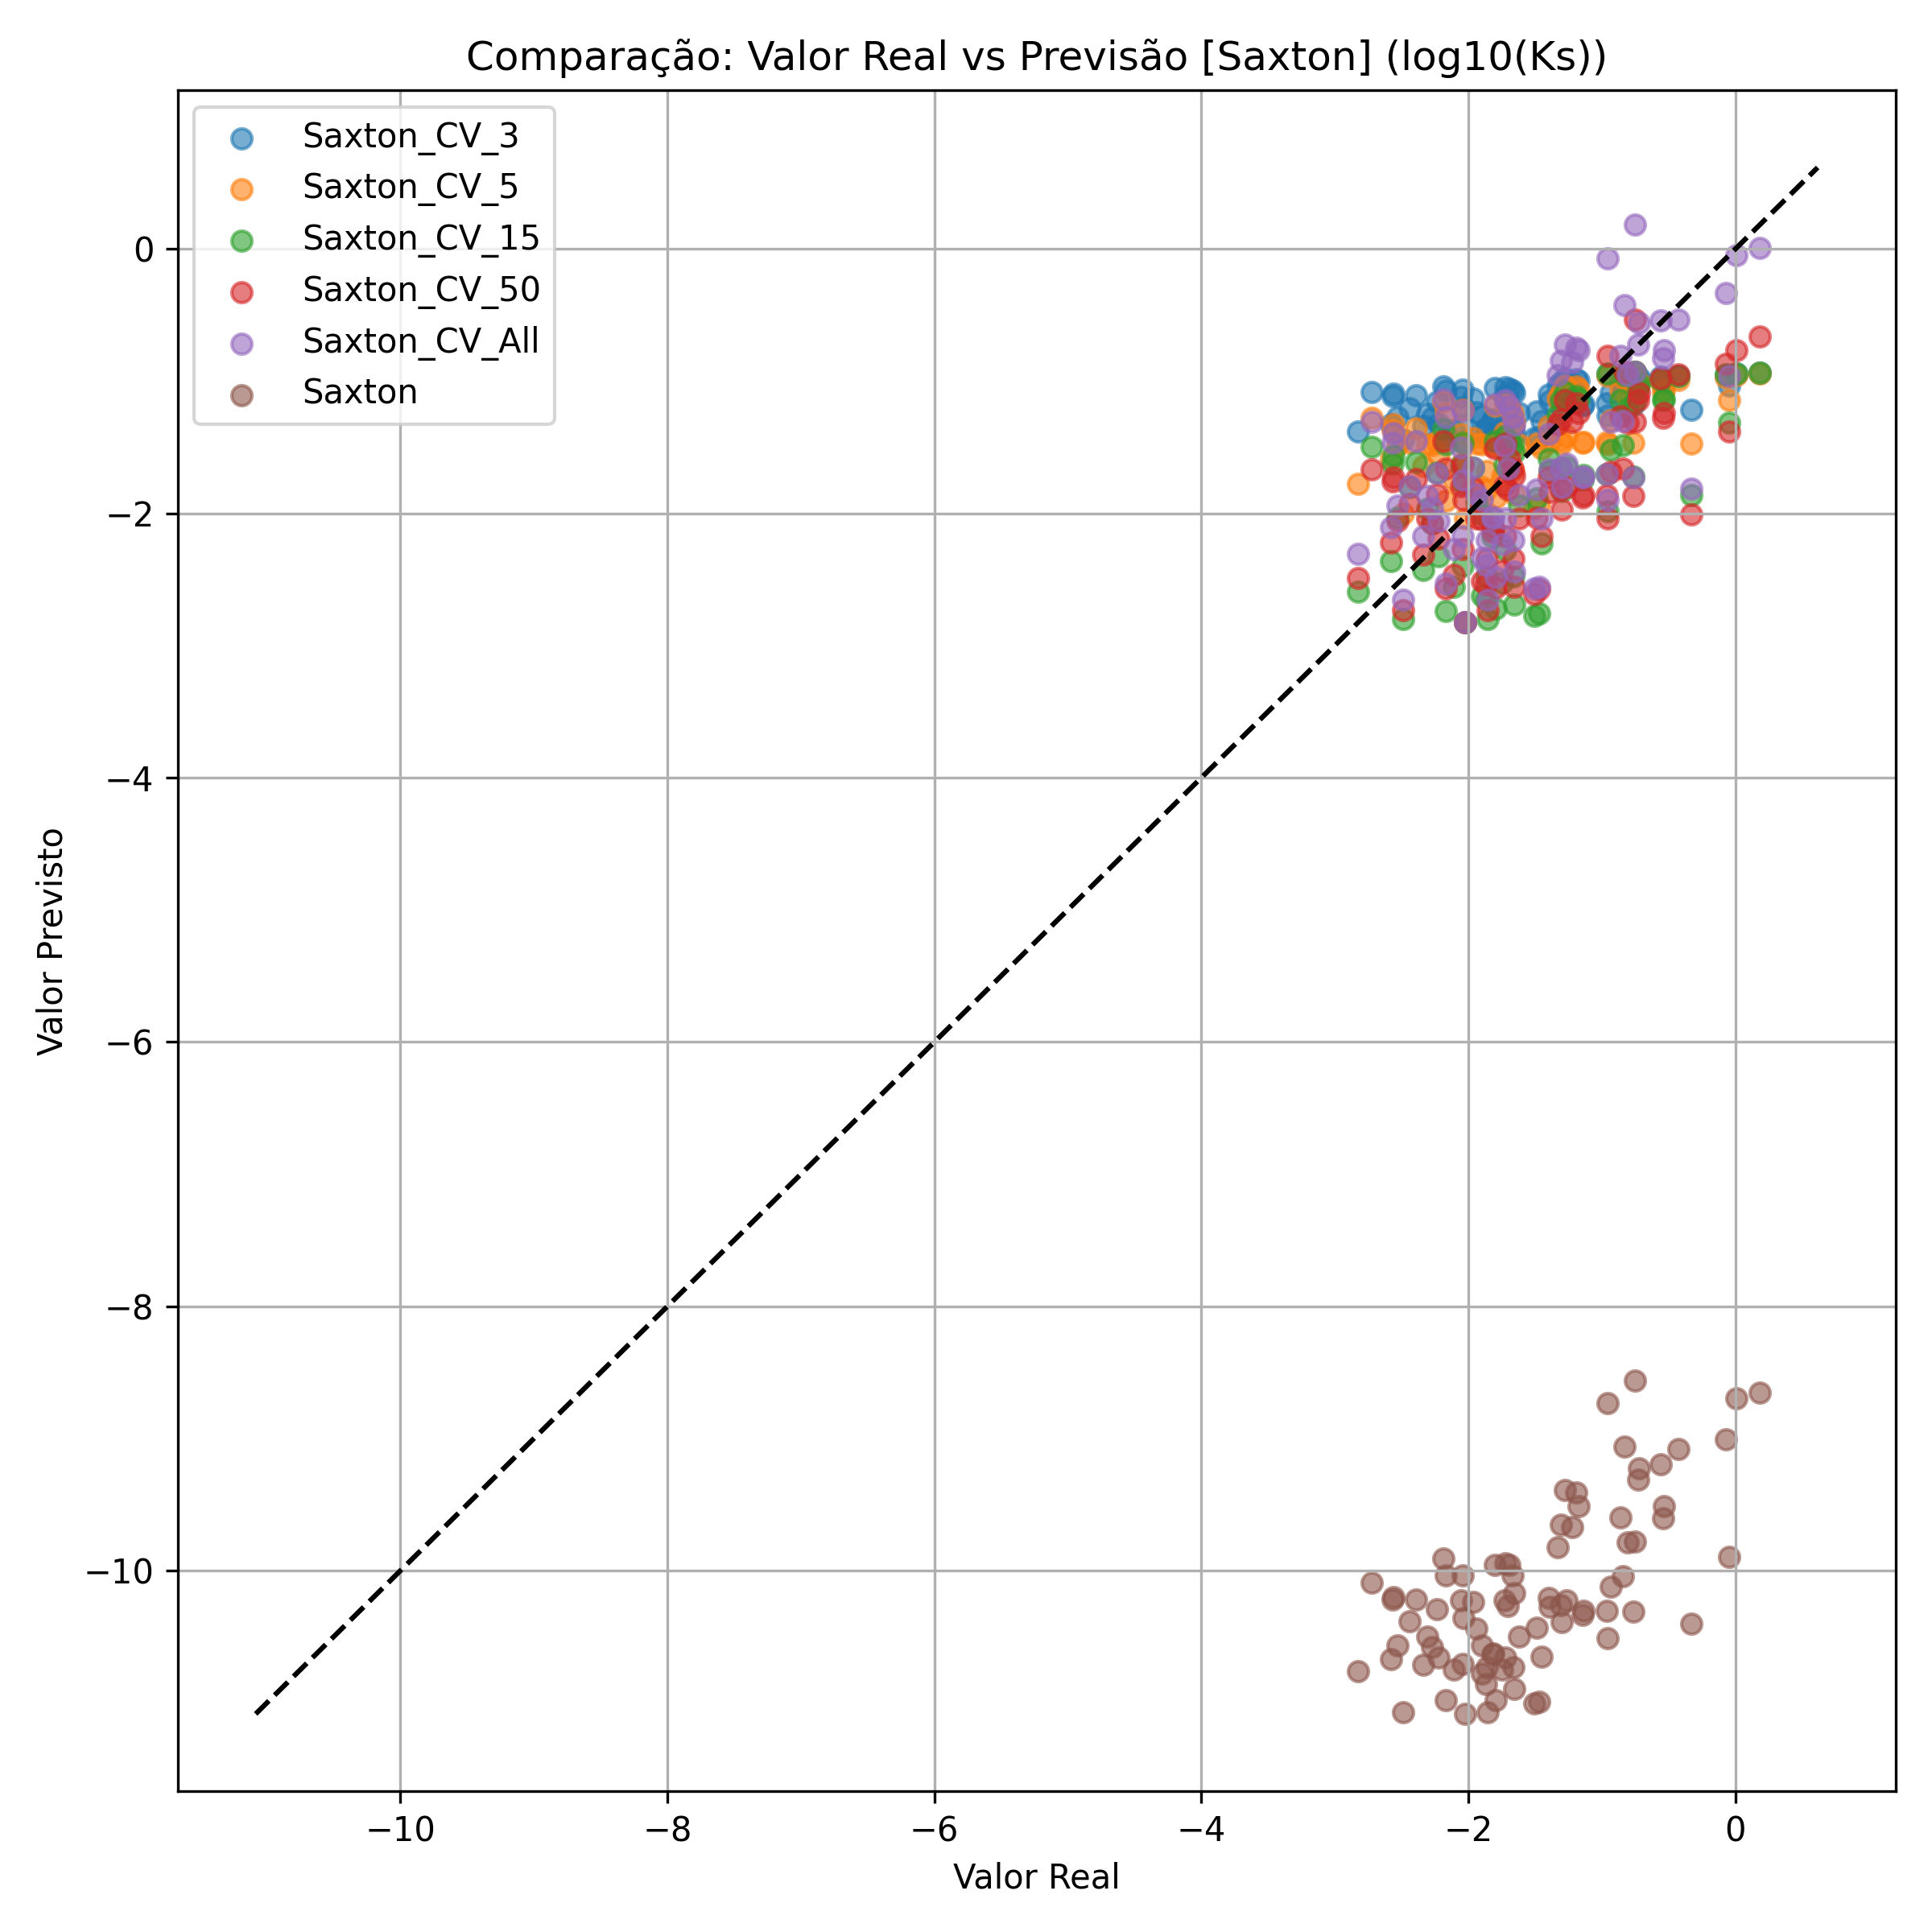 Comparação: Valor Real vs Previsão [Saxton] (log10(Ks))
Saxton_CV_3
Saxton_CV_5
Saxton_CV_15
Saxton_CV_50
Saxton_CV_All
Saxton
0
−2
−4
−6
−8
−10
Valor Previsto
−10
−8
−6
−4
−2
0
Valor Real